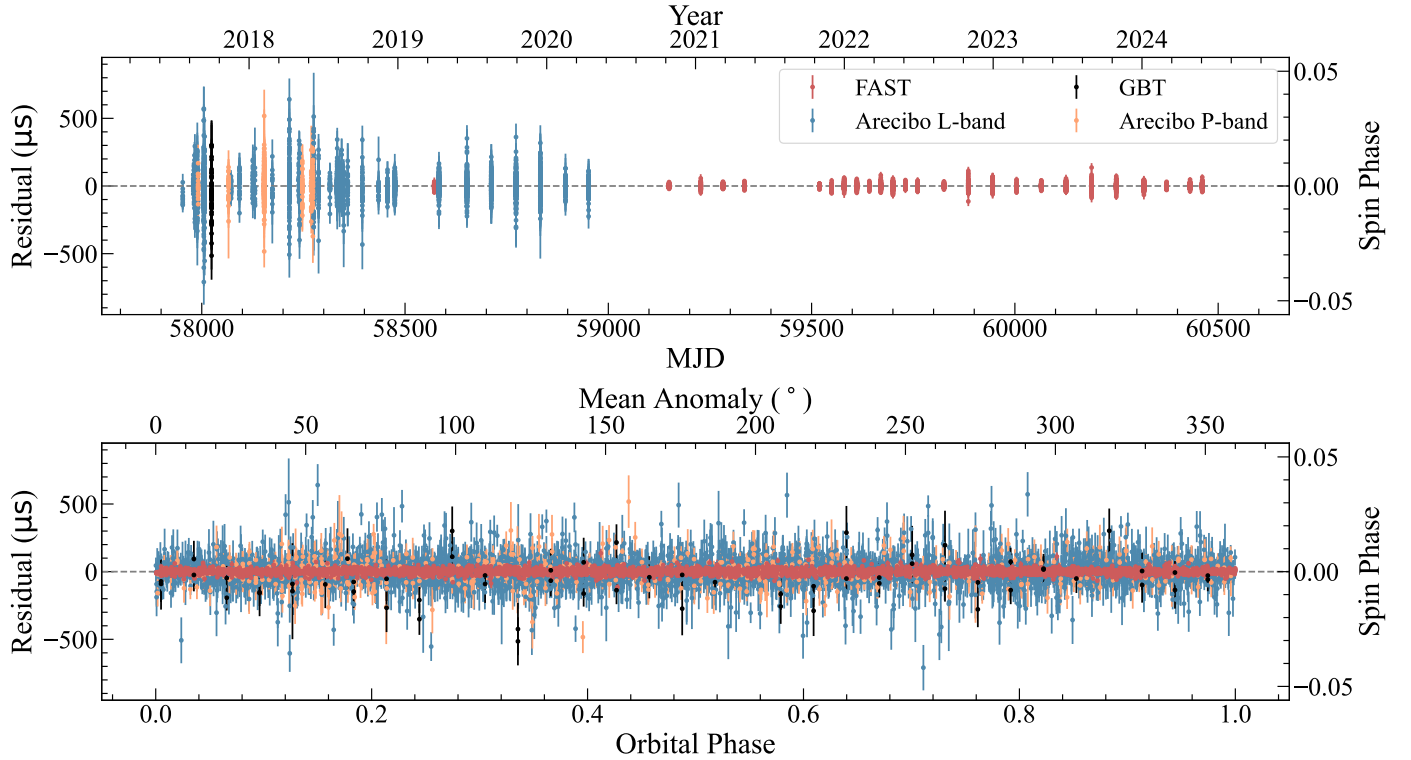 Year
2018 2019 2020 2021 2022 2023 2024
FAST GBT
Arecibo L-band Arecibo P-band
Residual (μs)
500
0
−500
Spin Phase
0.05
0.00
−0.05
58000 58500 59000 59500 60000 60500
MJD
Mean Anomaly (°)
0 50 100 150 200 250 300 350
Residual (μs)
500
0
−500
Spin Phase
0.05
0.00
−0.05
0.0 0.2 0.4 0.6 0.8 1.0
Orbital Phase